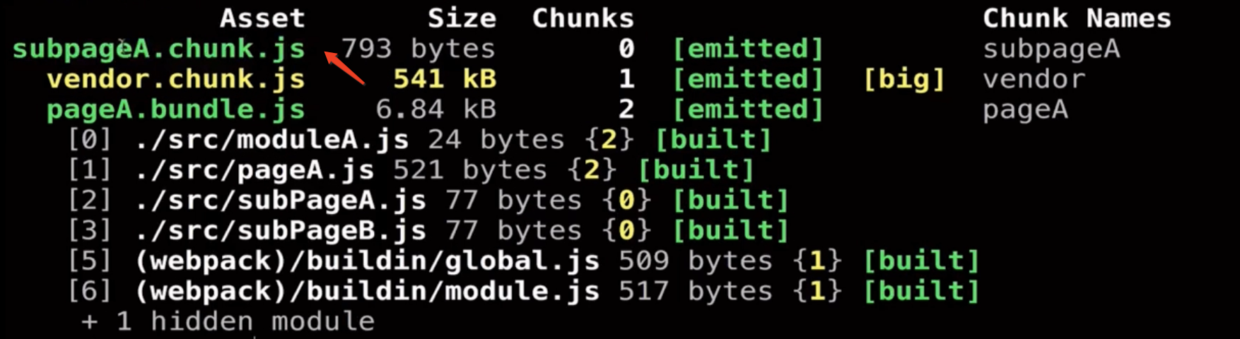 Asset Size Chunks Chunk Names
subpageA.chunk.js 793 bytes 0 [emitted] subpageA
vendor.chunk.js 541 kB 1 [emitted] [big] vendor
pageA.bundle.js 6.84 kB 2 [emitted] pageA
[0] ./src/moduleA.js 24 bytes {2} [built]
[1] ./src/pageA.js 521 bytes {2} [built]
[2] ./src/subPageA.js 77 bytes {0} [built]
[3] ./src/subPageB.js 77 bytes {0} [built]
[5] (webpack)/buildin/global.js 509 bytes {1} [built]
[6] (webpack)/buildin/module.js 517 bytes {1} [built]
+ 1 hidden module